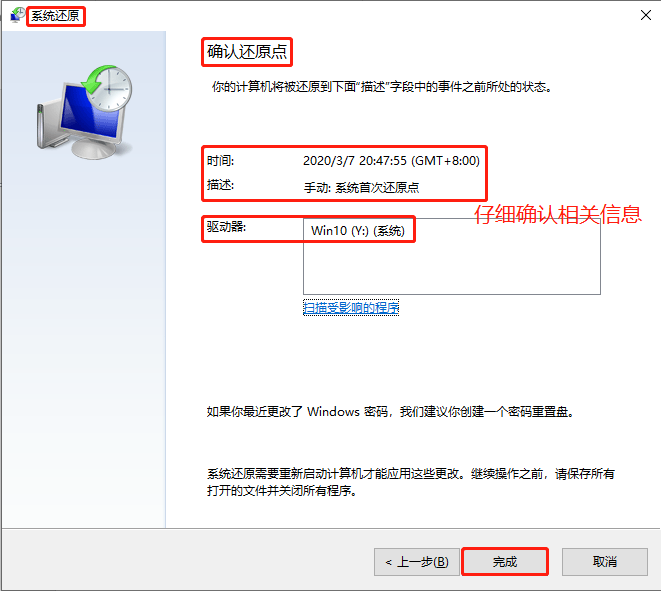 系统还原
确认还原点
你的计算机将被还原到下面“描述”字段中的事件之前所处的状态。
时间: 2020/3/7 20:47:55 (GMT+8:00)
描述: 手动: 系统首次还原点
仔细确认相关信息
驱动器: Win10 (Y:) (系统)
扫描受影响的程序
如果你最近更改了 Windows 密码，我们建议你创建一个密码重置盘。
系统还原需要重新启动计算机才能应用这些更改。继续操作之前，请保存所有
打开的文件并关闭所有程序。
< 上一步(B) 完成 取消